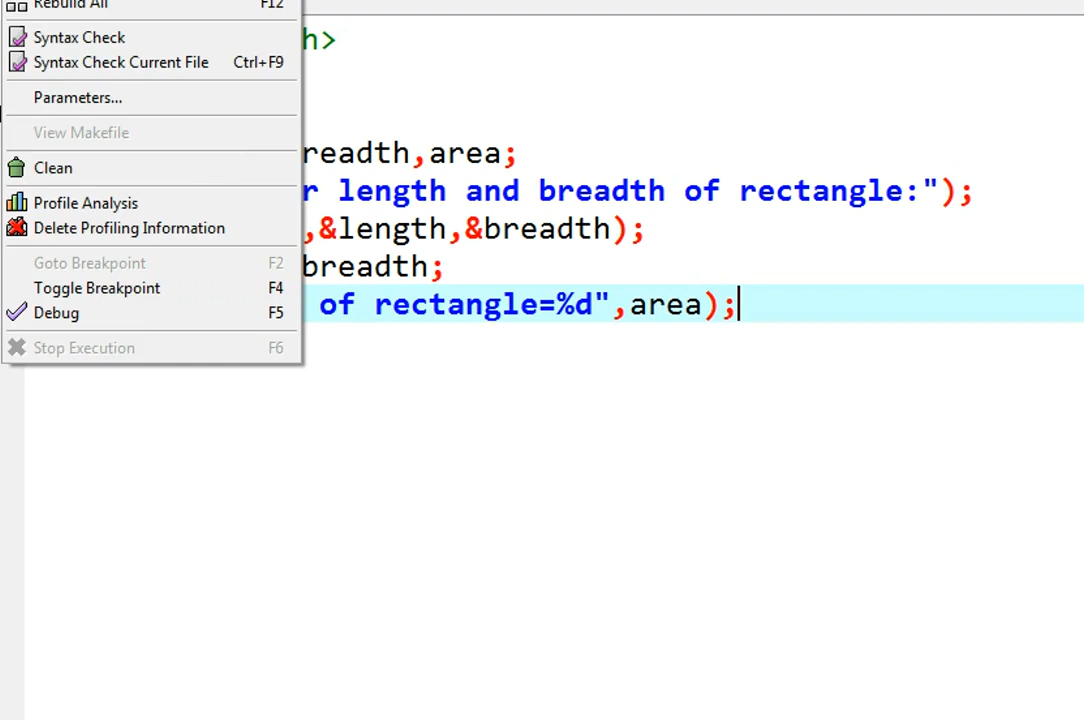 Rebuild All F12
Syntax Check
Syntax Check Current File Ctrl+F9
Parameters...
View Makefile
Clean
Profile Analysis
Delete Profiling Information
Goto Breakpoint F2
Toggle Breakpoint F4
Debug F5
Stop Execution F6
h>
readth,area;
r length and breadth of rectangle:");
,&length,&breadth);
breadth;
of rectangle=%d",area);